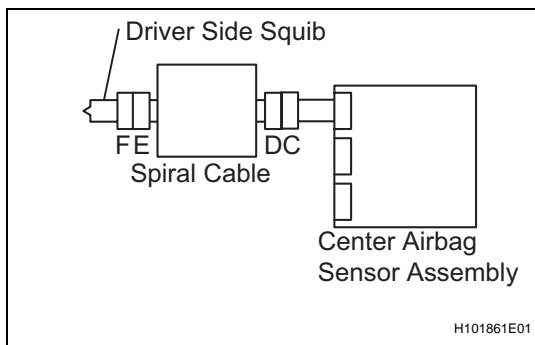 Driver Side Squib
FE
DC
Spiral Cable
Center Airbag
Sensor Assembly
H101861E01